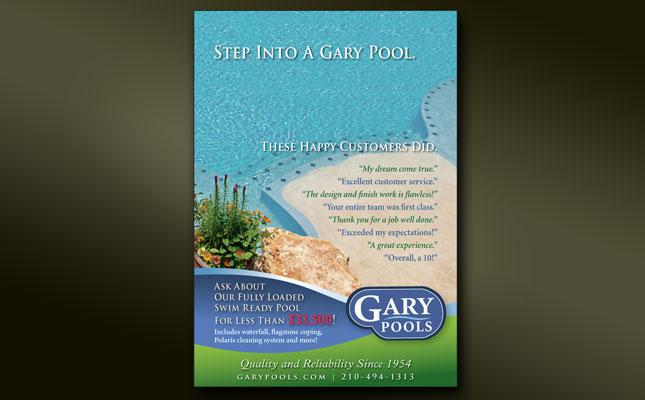 Step Into A Gary Pool.
These Happy Customers Did.
"My dream come true."
"Excellent customer service."
"The design and finish work is flawless!"
"Your entire team was first class."
"Thank you for a job well done."
"Exceeded my expectations!"
"A great experience."
"Overall, a 10!"
Ask About
Our Fully Loaded
Swim Ready Pool
For Less Than $33,500!
Includes waterfall, flagstone coping,
Polaris cleaning system and more!
GARY
POOLS
Quality and Reliability Since 1954
GARYPOOLS.COM | 210-494-1313